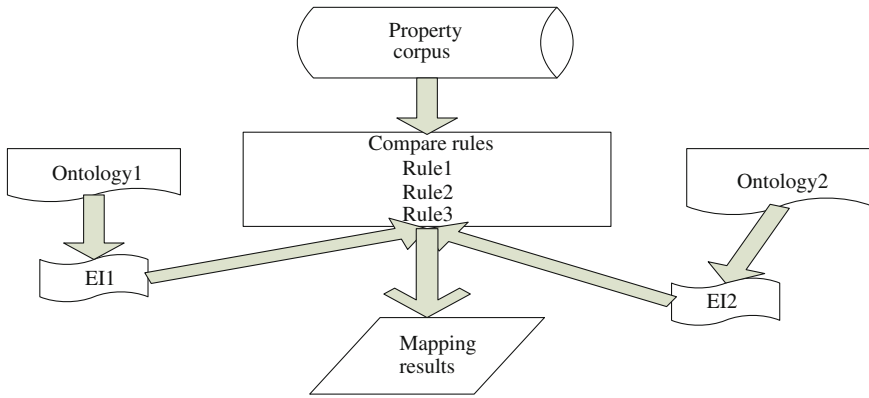 Property
corpus
Compare rules
Rule1
Rule2
Rule3
Ontology1
Ontology2
EI1
EI2
Mapping
results